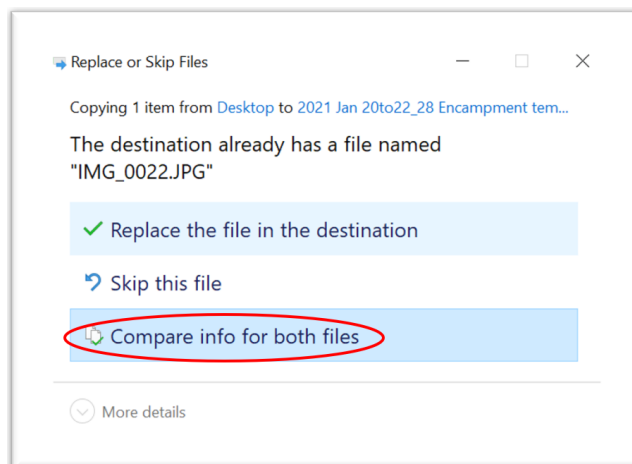 Replace or Skip Files
Copying 1 item from Desktop to 2021 Jan 20to22_28 Encampment tem...
The destination already has a file named
"IMG_0022.JPG"
Replace the file in the destination
Skip this file
Compare info for both files
More details